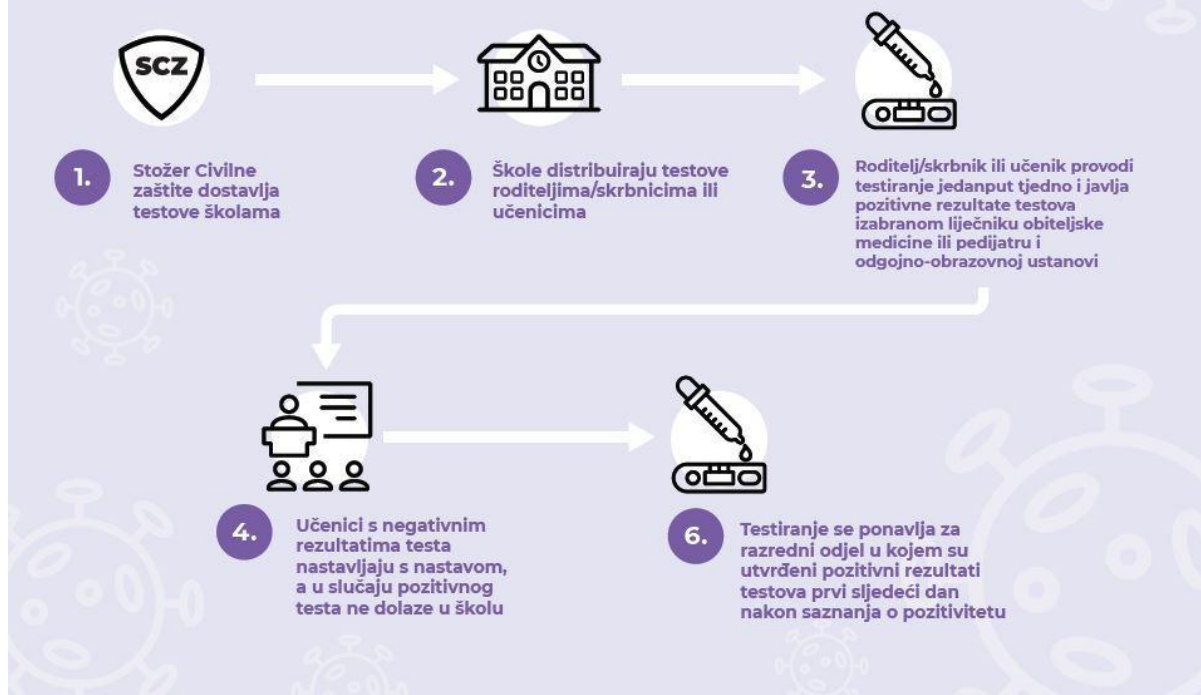 SCZ
1.
Stožer Civilne
zaštite dostavlja
testove školama
2.
Škole distribuiraju testove
roditeljima/skrbnicima ili
učenicima
3.
Roditelj/skrbnik ili učenik provodi
testiranje jedanput tjedno i javlja
pozitivne rezultate testova
izabranom liječniku obiteljske
medicine ili pedijatru i
odgojno-obrazovnoj ustanovi
4.
Učenici s negativnim
rezultatima testa
nastavljaju s nastavom,
a u slučaju pozitivnog
testa ne dolaze u školu
6.
Testiranje se ponavlja za
razredni odjel u kojem su
utvrđeni pozitivni rezultati
testova prvi sljedeći dan
nakon saznanja o pozitivitetu